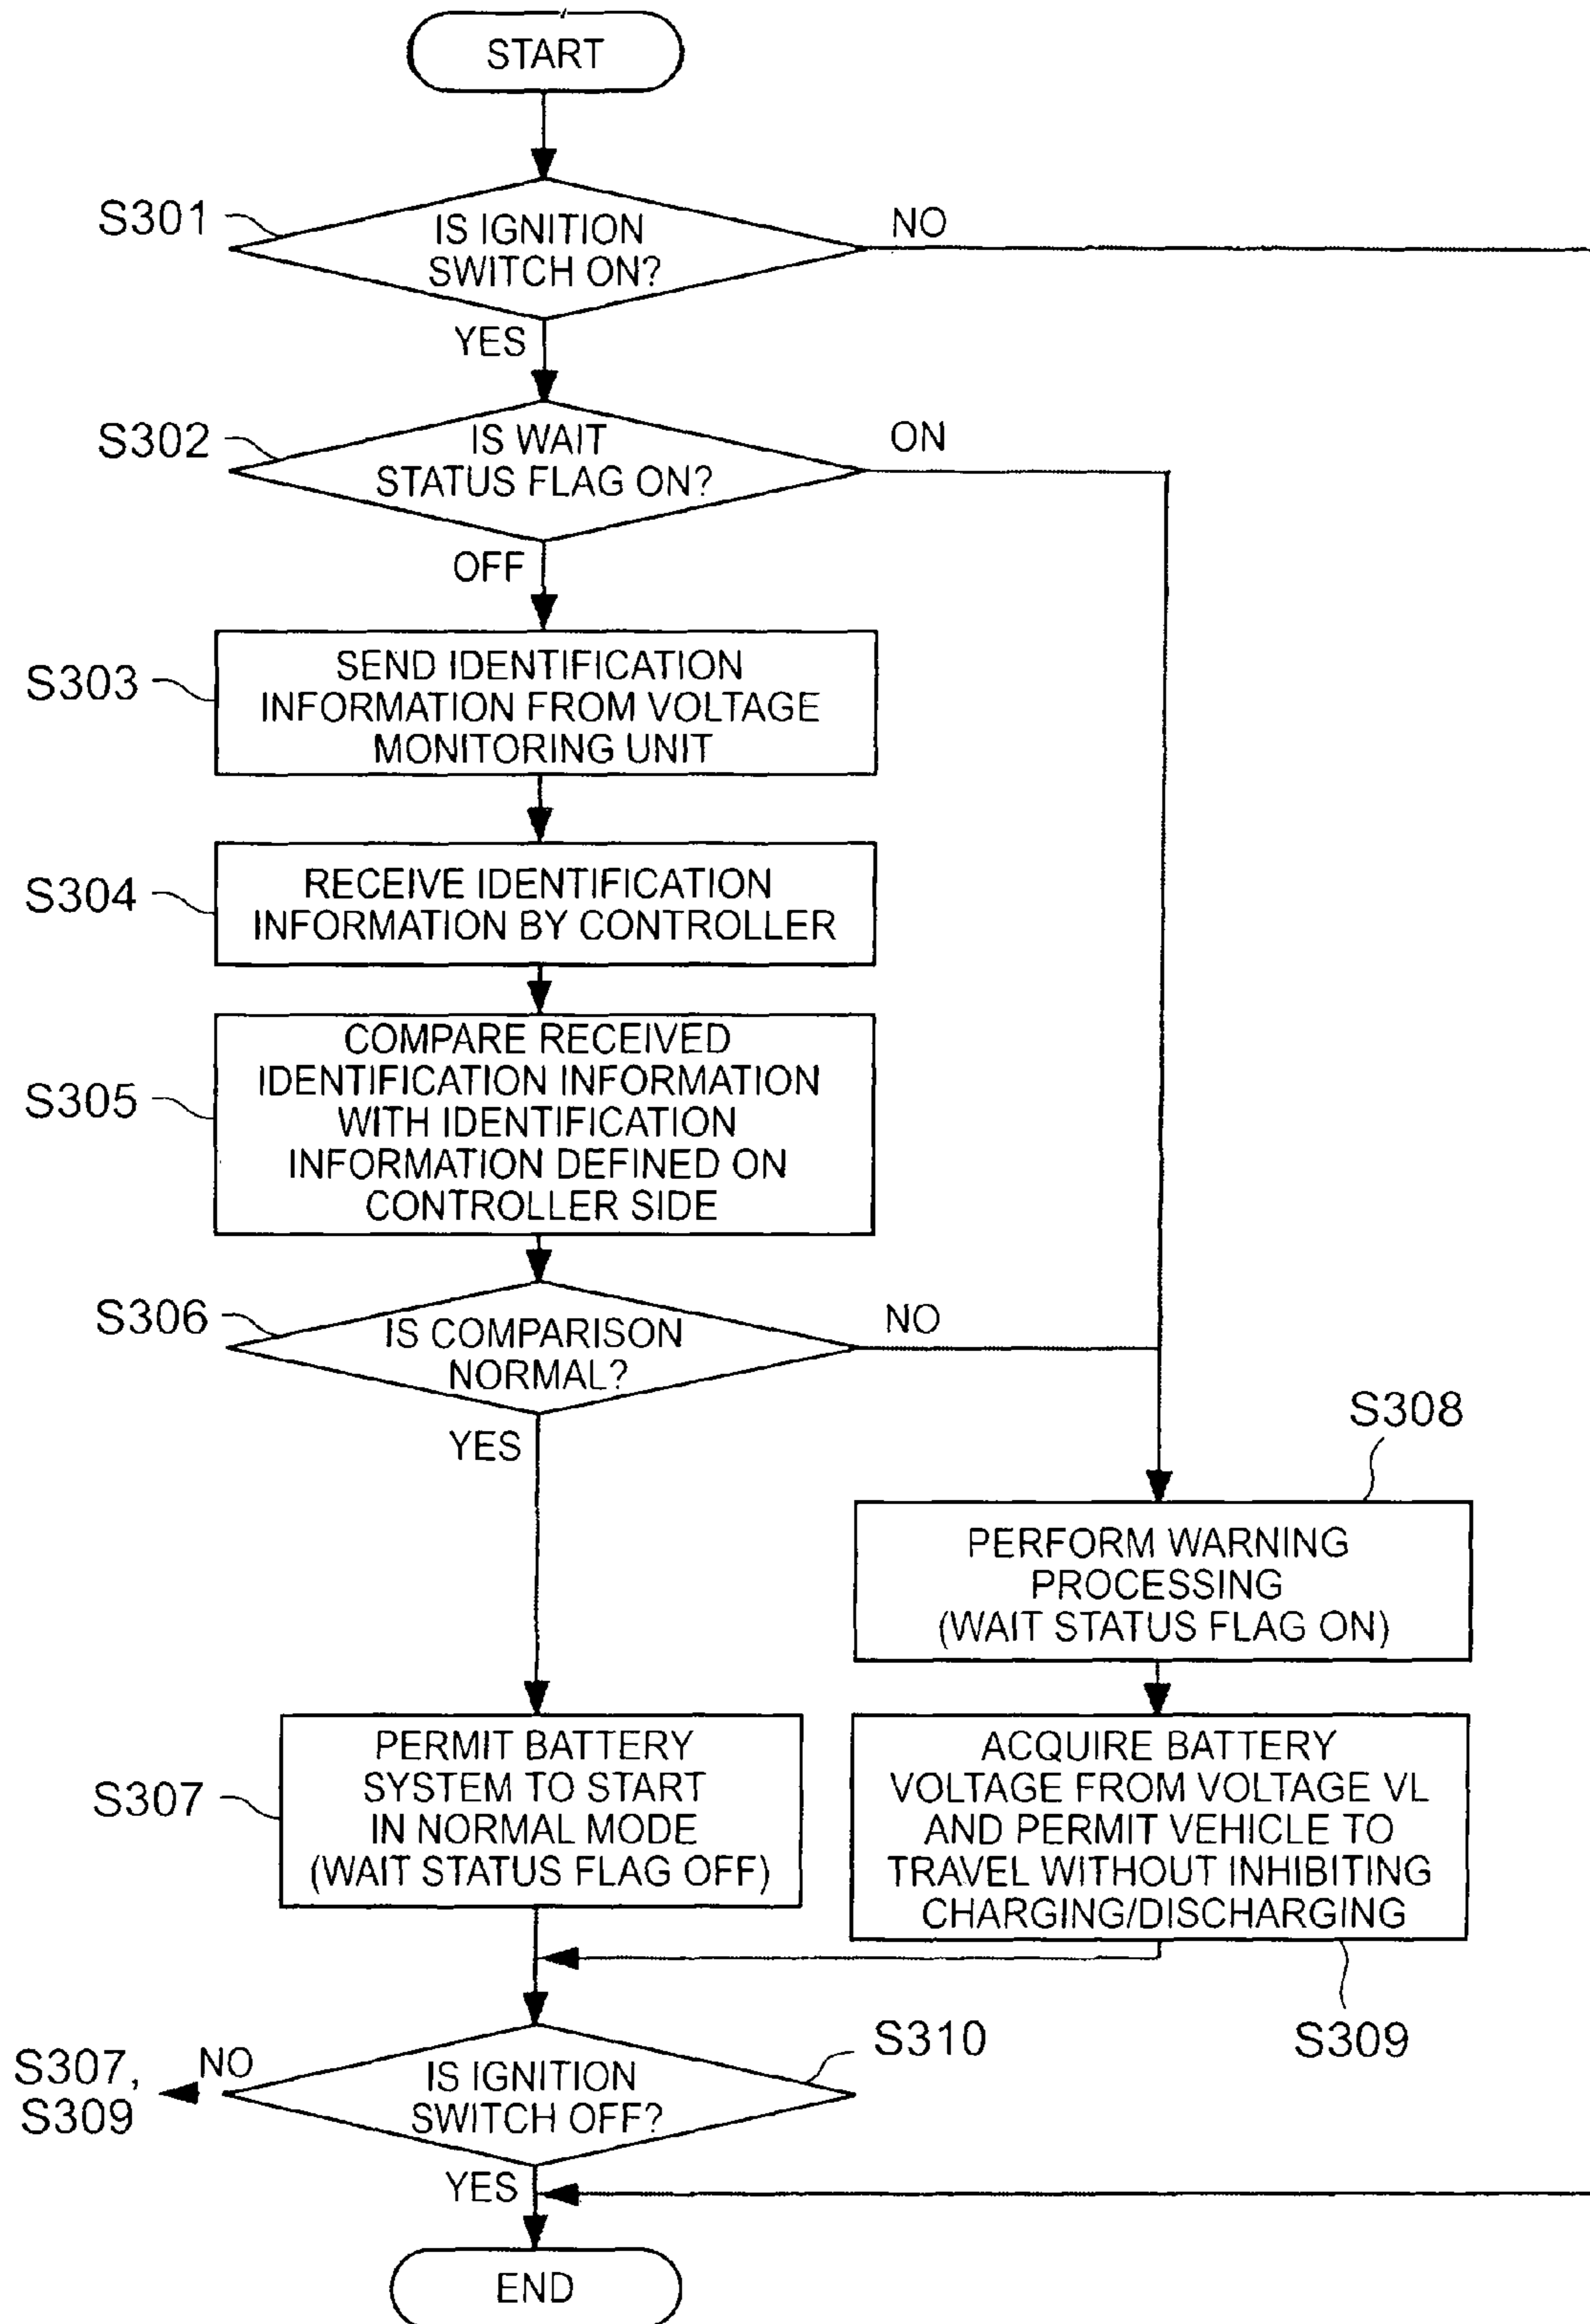 START
S301
IS IGNITION
SWITCH ON?
NO
YES
S302
IS WAIT
STATUS FLAG ON?
ON
OFF
S303
SEND IDENTIFICATION
INFORMATION FROM VOLTAGE
MONITORING UNIT
S304
RECEIVE IDENTIFICATION
INFORMATION BY CONTROLLER
S305
COMPARE RECEIVED
IDENTIFICATION INFORMATION
WITH IDENTIFICATION
INFORMATION DEFINED ON
CONTROLLER SIDE
S306
IS COMPARISON
NORMAL?
NO
YES
S308
PERFORM WARNING
PROCESSING
(WAIT STATUS FLAG ON)
S307
PERMIT BATTERY
SYSTEM TO START
IN NORMAL MODE
(WAIT STATUS FLAG OFF)
ACQUIRE BATTERY
VOLTAGE FROM VOLTAGE VL
AND PERMIT VEHICLE TO
TRAVEL WITHOUT INHIBITING
CHARGING/DISCHARGING
S309
S310
IS IGNITION
SWITCH OFF?
NO
S307,
S309
YES
END